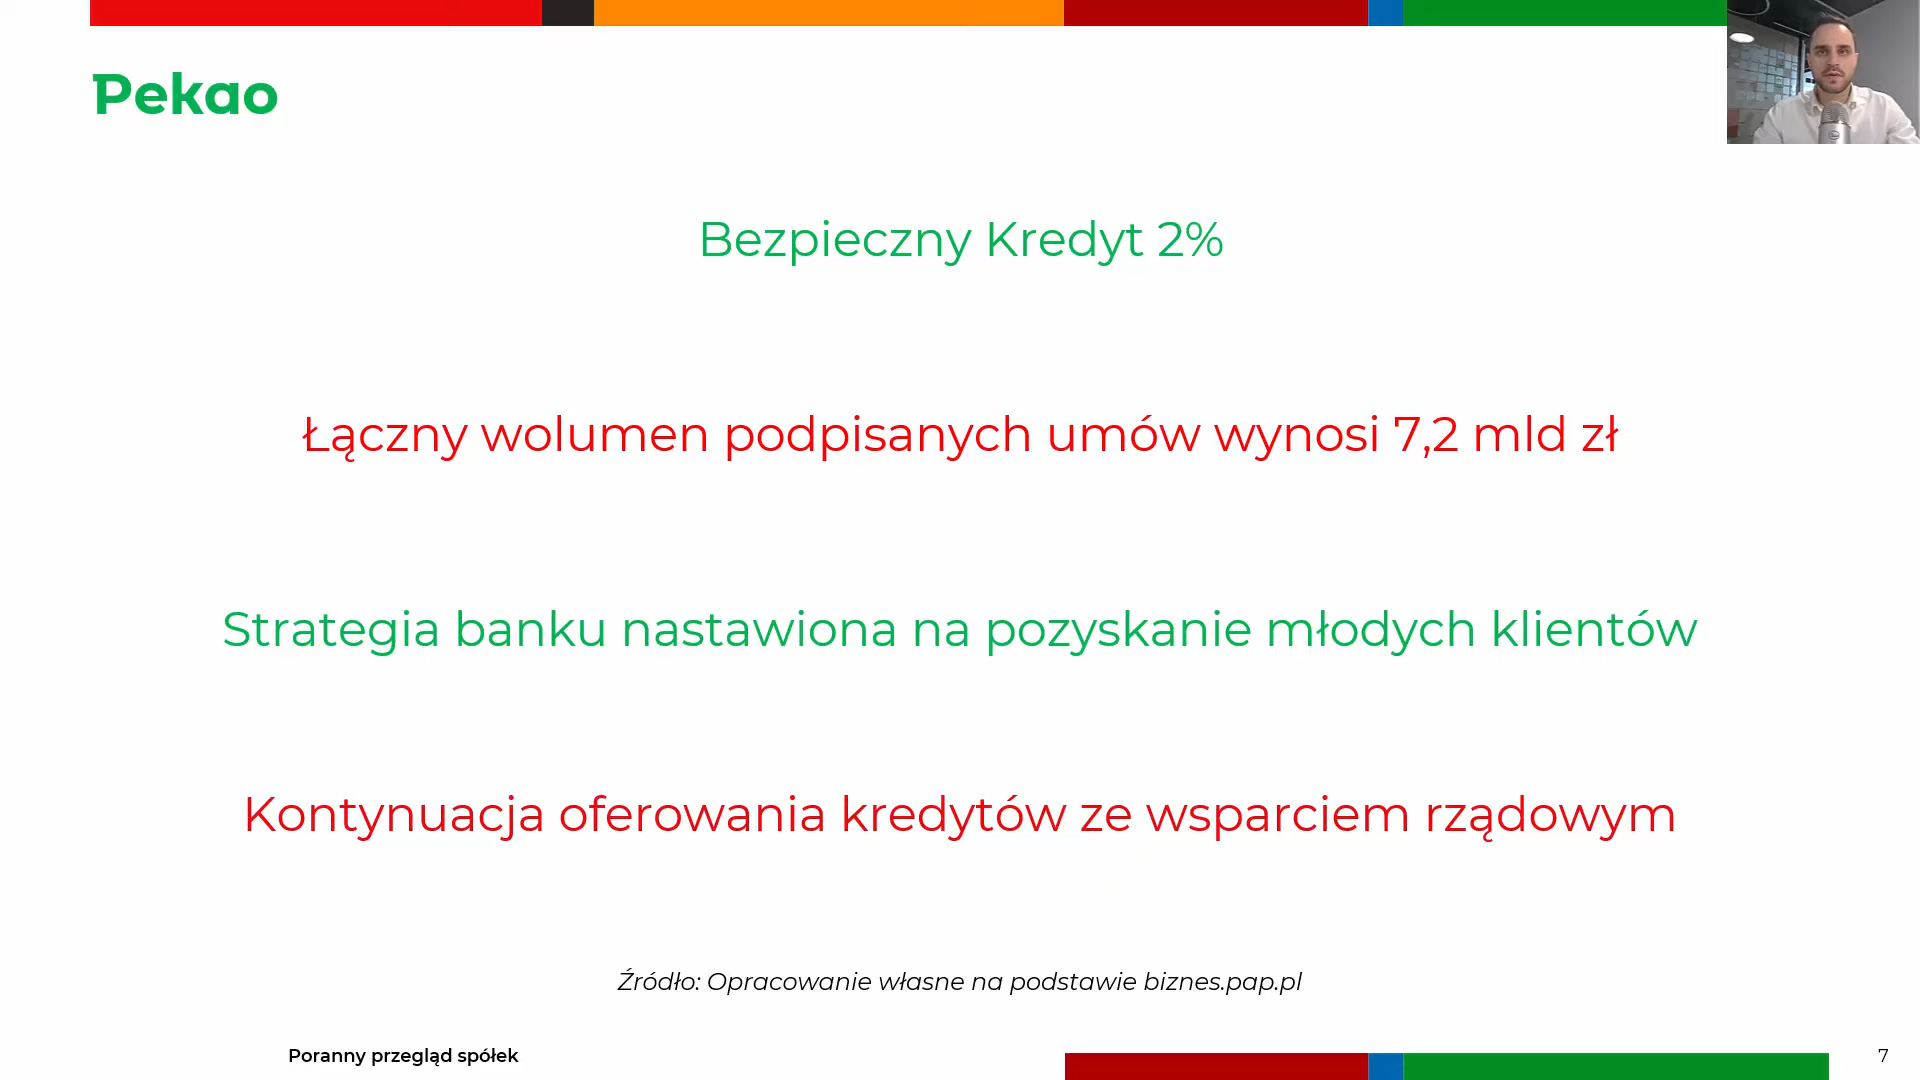 Pekao
Bezpieczny Kredyt 2%
Łączny wolumen podpisanych umów wynosi 7,2 mld zł
Strategia banku nastawiona na pozyskanie młodych klientów
Kontynuacja oferowania kredytów ze wsparciem rządowym
Źródło: Opracowanie własne na podstawie biznes.pap.pl
Poranny przegląd spółek
7